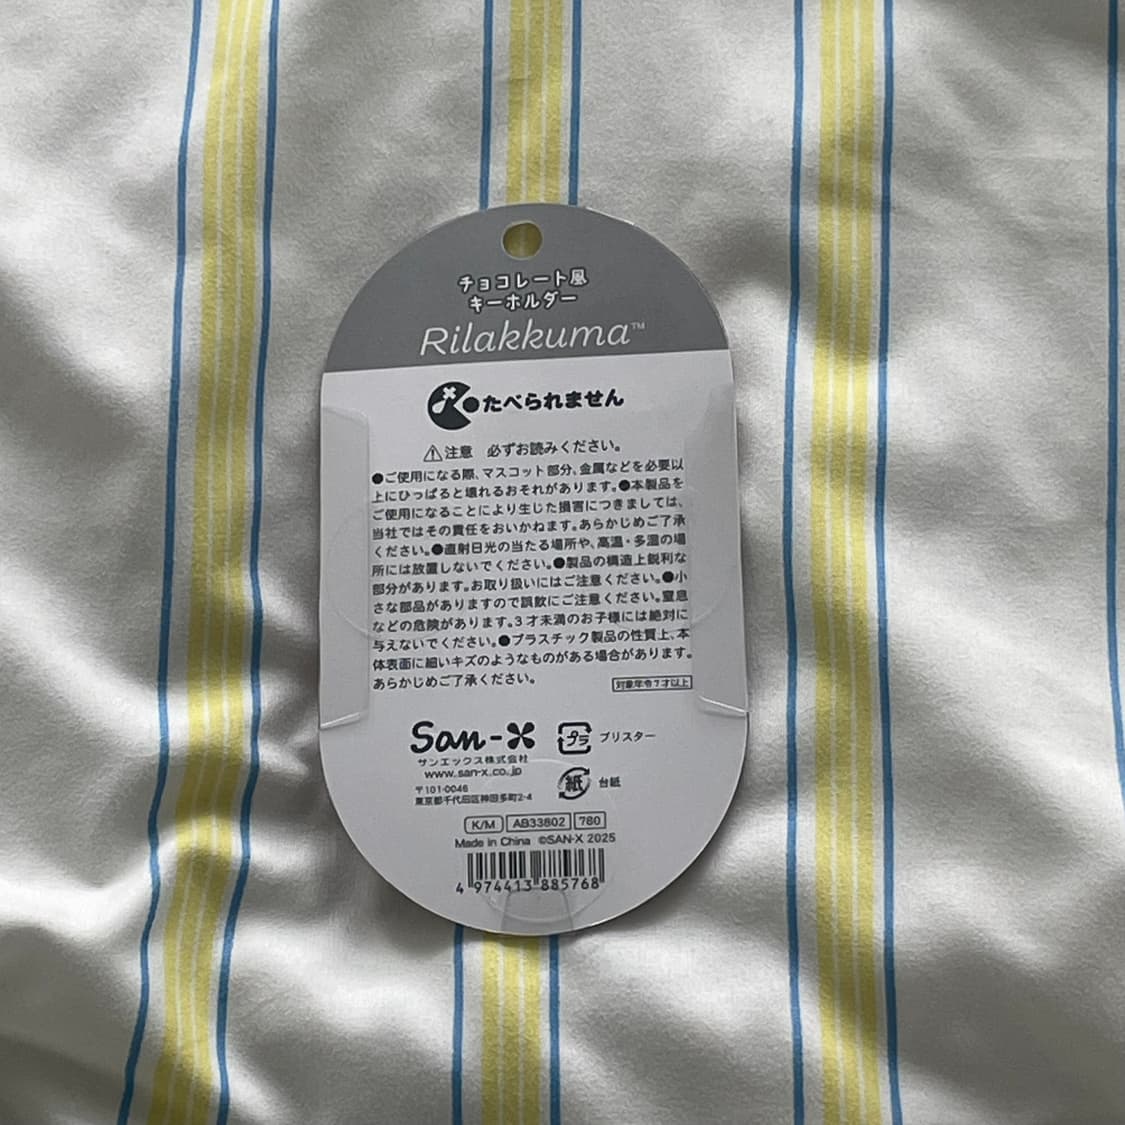 チョコレート風
キーホルダー
Rilakkuma™
たべられません
注意 必ずお読みください。
●ご使用になる際、マスコット部分、金属などを必要以
上にひっぱると壊れるおそれがあります。●本製品を
ご使用になることにより生じた損害につきましては、
当社ではその責任をおいかねます。あらかじめご了承
ください。●直射日光の当たる場所や、高温・多湿の場
所には放置しないでください。●製品の構造上鋭利な
部分があります。お取り扱いにはご注意ください。●小
さな部品がありますので誤飲にご注意ください。窒息
などの危険があります。3才未満のお子様には絶対に
与えないでください。●プラスチック製品の性質上、本
体表面に細いキズのようなものがある場合があります。
あらかじめご了承ください。
対象年令7才以上
San-X
プラ ブリスター
サンエックス株式会社
www.san-x.co.jp
紙 台紙
〒101-0046
東京都千代田区神田多町2-4
K/M AB33802 780
Made in China ©SAN-X 2025
4 974413 885768